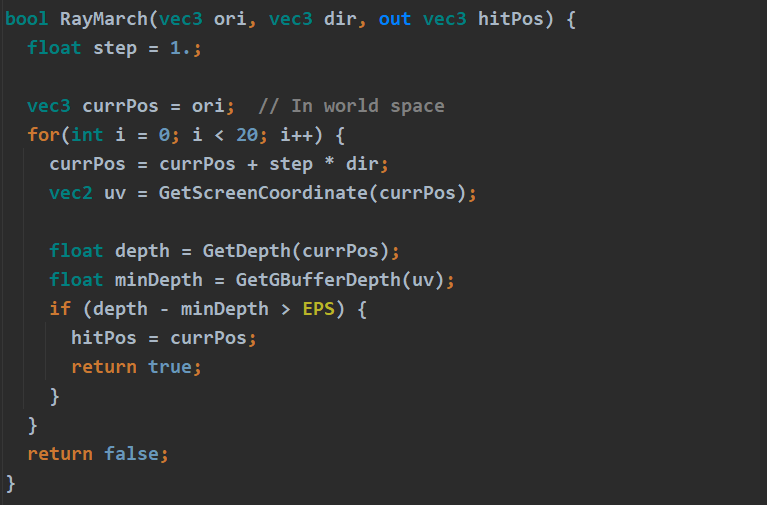 bool RayMarch(vec3 ori, vec3 dir, out vec3 hitPos) {
  float step = 1.;

  vec3 currPos = ori;  // In world space
  for(int i = 0; i < 20; i++) {
    currPos = currPos + step * dir;
    vec2 uv = GetScreenCoordinate(currPos);

    float depth = GetDepth(currPos);
    float minDepth = GetGBufferDepth(uv);
    if (depth - minDepth > EPS) {
      hitPos = currPos;
      return true;
    }
  }
  return false;
}